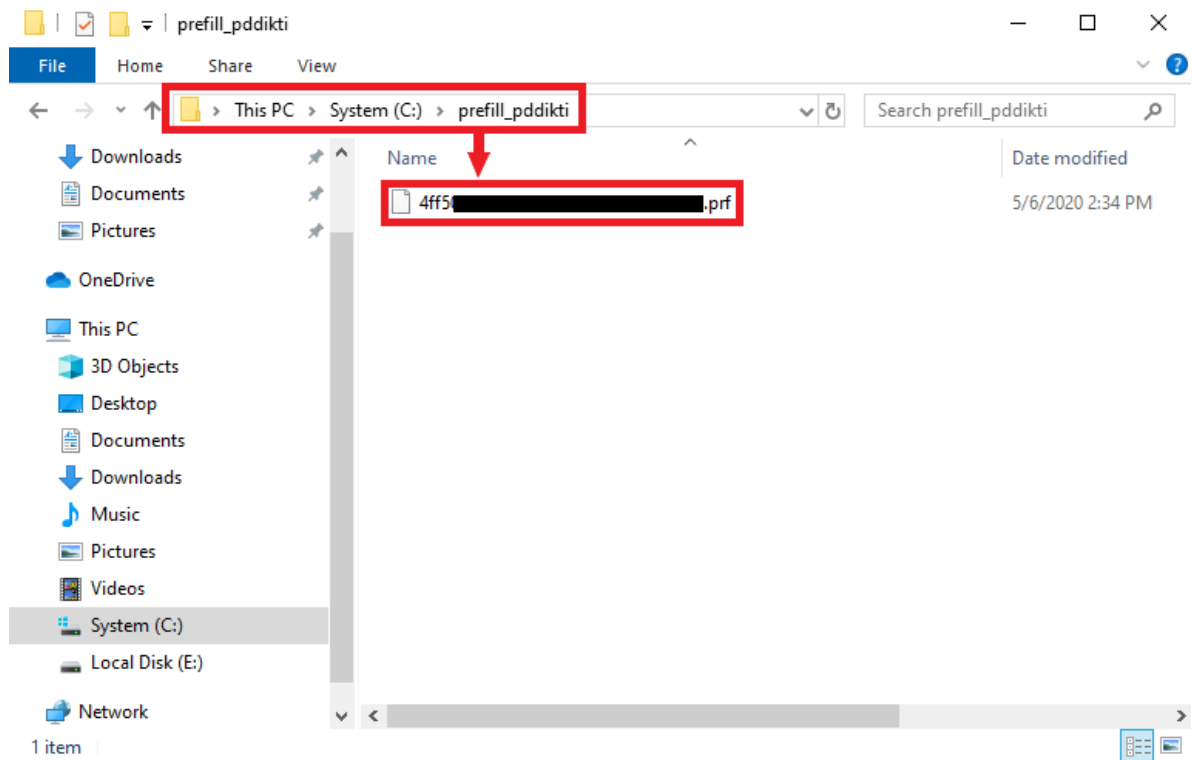 prefill_pddikti
File Home Share View
This PC > System (C:) > prefill_pddikti
Search prefill_pddikti
Downloads
Documents
Pictures
OneDrive
This PC
3D Objects
Desktop
Documents
Downloads
Music
Pictures
Videos
System (C:)
Local Disk (E:)
Network
Name Date modified
4ff5 .prf 5/6/2020 2:34 PM
1 item